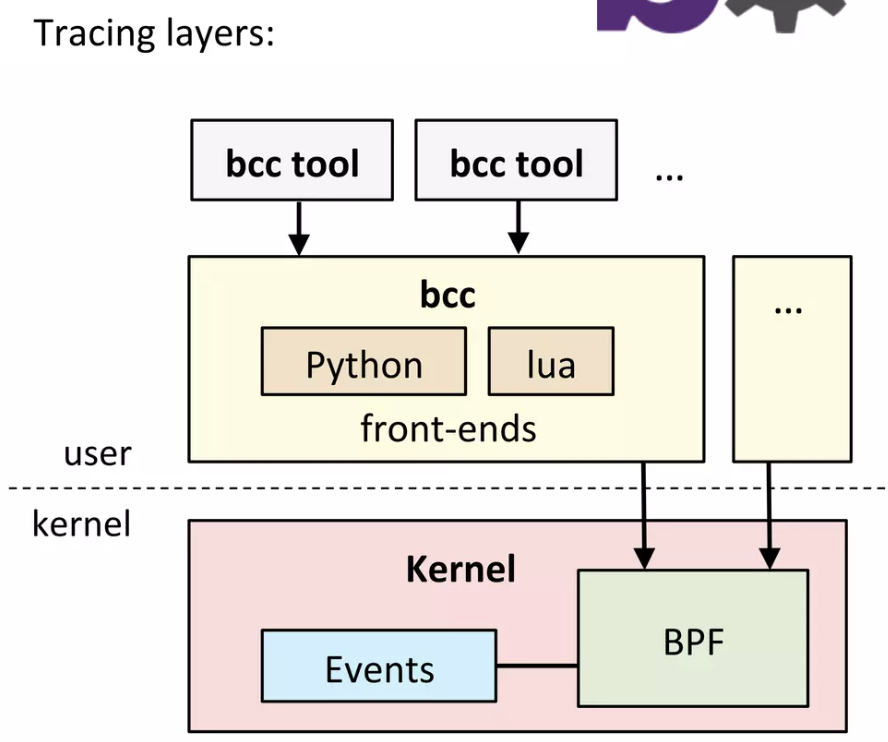 Tracing layers:
bcc tool
bcc tool
...
bcc
...
Python
lua
front-ends
user
kernel
Kernel
BPF
Events